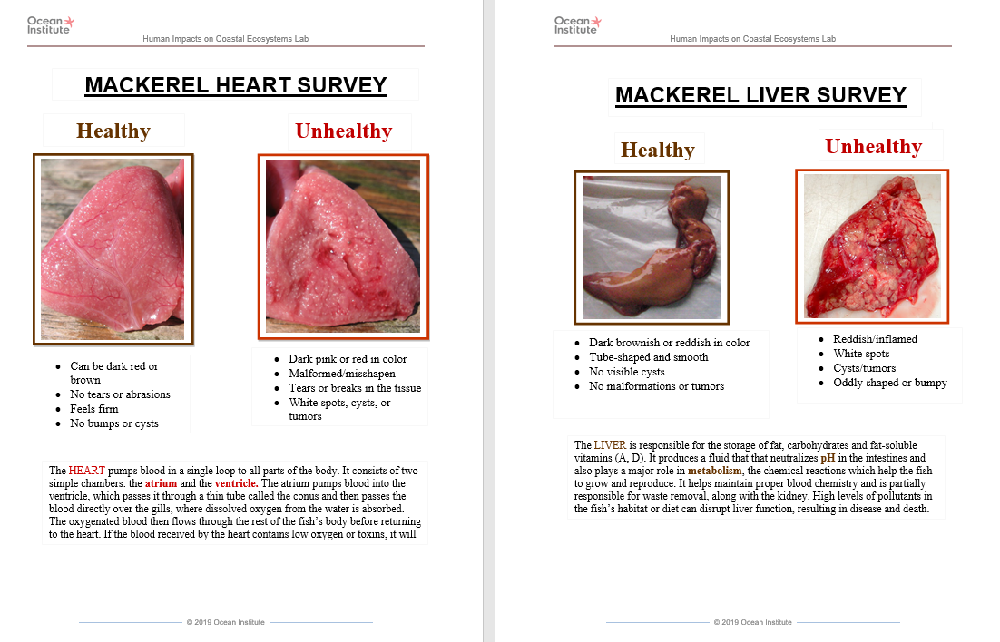 Ocean
Institute
Human Impacts on Coastal Ecosystems Lab
MACKEREL HEART SURVEY
Healthy
Unhealthy
• Can be dark red or
brown
• No tears or abrasions
• Feels firm
• No bumps or cysts
• Dark pink or red in color
• Malformed/misshapen
• Tears or breaks in the tissue
• White spots, cysts, or
tumors
The HEART pumps blood in a single loop to all parts of the body. It consists of two
simple chambers: the atrium and the ventricle. The atrium pumps blood into the
ventricle, which passes it through a thin tube called the conus and then passes the
blood directly over the gills, where dissolved oxygen from the water is absorbed.
The oxygenated blood then flows through the rest of the fish's body before returning
to the heart. If the blood received by the heart contains low oxygen or toxins, it will
© 2019 Ocean Institute
Ocean
Institute
Human Impacts on Coastal Ecosystems Lab
MACKEREL LIVER SURVEY
Healthy
Unhealthy
• Dark brownish or reddish in color
• Tube-shaped and smooth
• No visible cysts
• No malformations or tumors
• Reddish/inflamed
• White spots
• Cysts/tumors
• Oddly shaped or bumpy
The LIVER is responsible for the storage of fat, carbohydrates and fat-soluble
vitamins (A, D). It produces a fluid that that neutralizes pH in the intestines and
also plays a major role in metabolism, the chemical reactions which help the fish
to grow and reproduce. It helps maintain proper blood chemistry and is partially
responsible for waste removal, along with the kidney. High levels of pollutants in
the fish's habitat or diet can disrupt liver function, resulting in disease and death.
© 2019 Ocean Institute